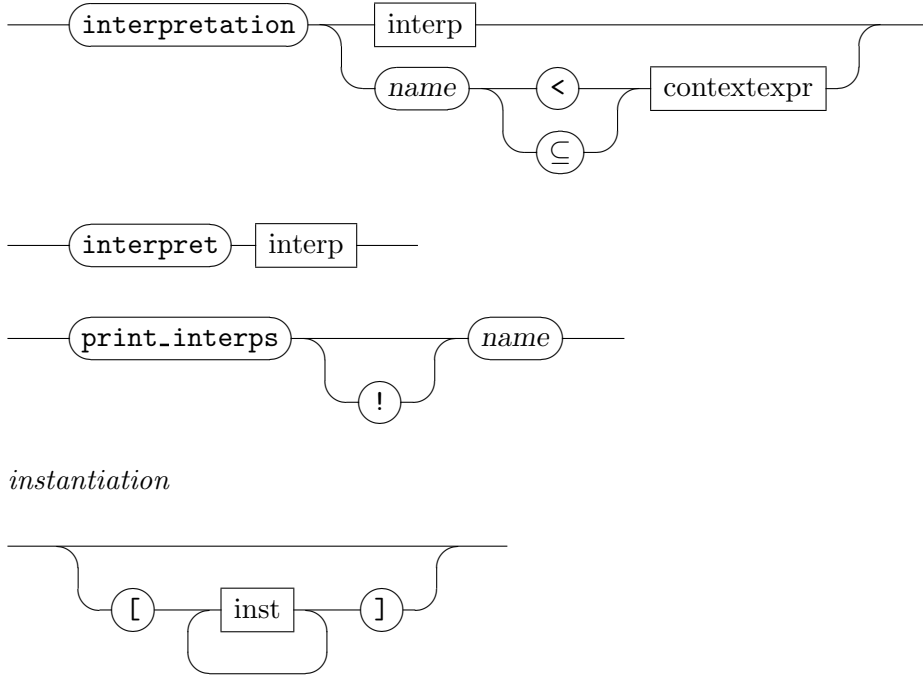 interpretation interp
name < contextexpr
⊆
interpret interp
print_interps name
!
instantiation
[ inst ]